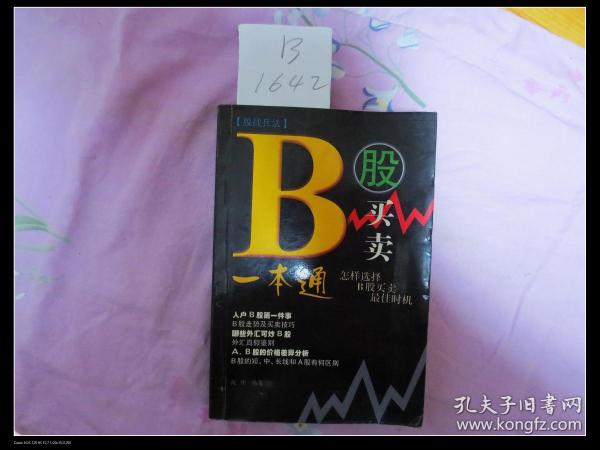 B
1642
【股战兵法】
B股
买卖
一本通
怎样选择
B股买卖
最佳时机
入户B股第一件事
B股走势及买卖技巧
哪些外汇可炒B股
外汇真假鉴别
A、B股的价格差异分析
B股的短、中、长线和A股有何区别
孔夫子旧书网
www.kongfz.com